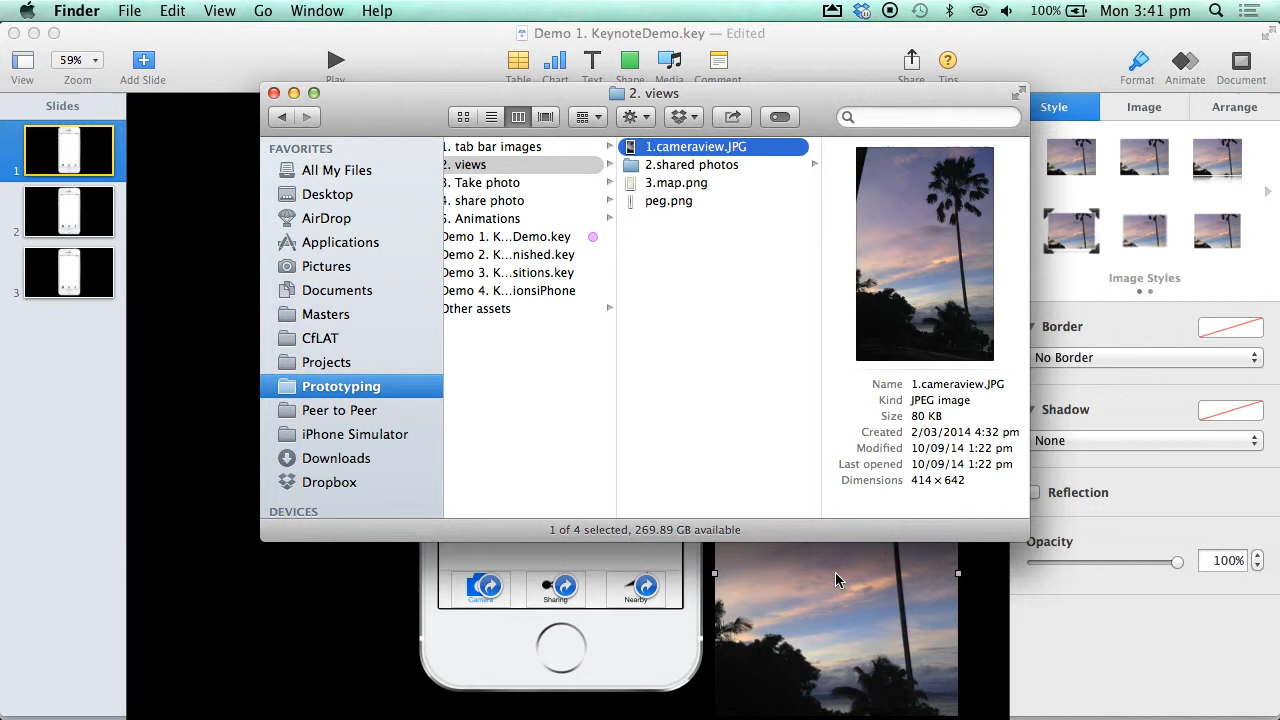 Finder File Edit View Go Window Help 100% Mon 3:41 pm
Demo 1. KeynoteDemo.key — Edited
59%
View Zoom Add Slide Play Table Chart Text Shape Media Comment Share Tips Format Animate Document
Slides
Style Image Arrange
1
2
3
2. views
FAVORITES
All My Files
Desktop
AirDrop
Applications
Pictures
Documents
Masters
CfLAT
Projects
Prototyping
Peer to Peer
iPhone Simulator
Downloads
Dropbox
DEVICES
1. tab bar images
2. views
3. Take photo
4. share photo
5. Animations
Demo 1. K...Demo.key
Demo 2. K...nished.key
Demo 3. K...sitions.key
Demo 4. K...ionsiPhone
Other assets
1.cameraview.JPG
2.shared photos
3.map.png
peg.png
Name 1.cameraview.JPG
Kind JPEG image
Size 80 KB
Created 2/03/2014 4:32 pm
Modified 10/09/14 1:22 pm
Last opened 10/09/14 1:22 pm
Dimensions 414 × 642
1 of 4 selected, 269.89 GB available
Image Styles
Border
No Border
Shadow
None
Reflection
Opacity
100%
Camera Sharing Nearby